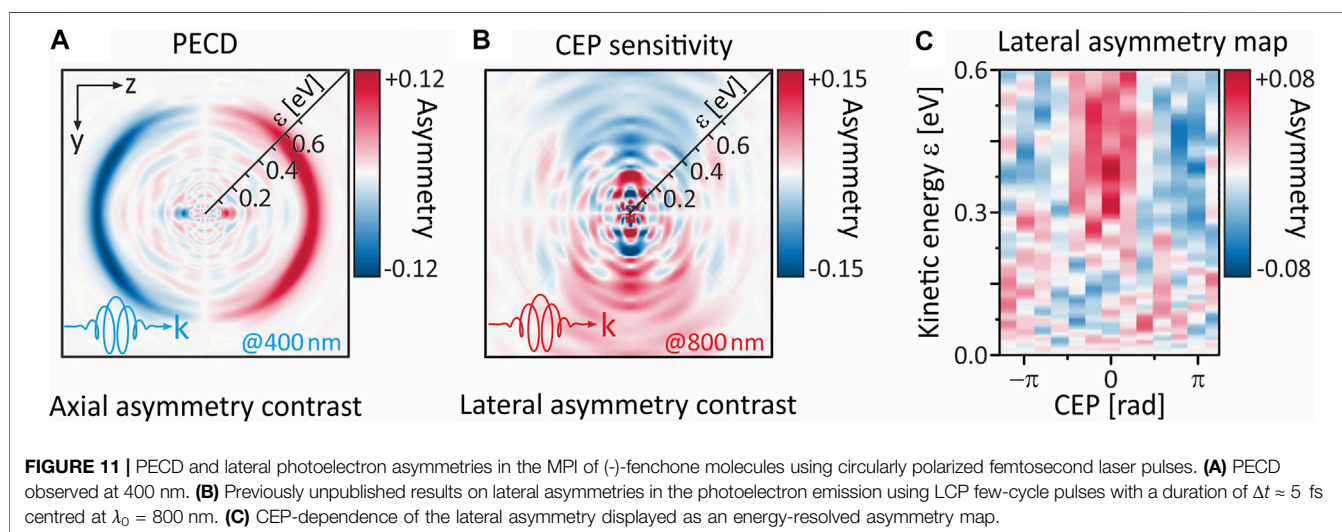 A
PECD
z
y
ε [eV]
0.6
0.4
0.2
k
@400 nm
+0.12
Asymmetry
-0.12
Axial asymmetry contrast
B
CEP sensitivity
ε [eV]
0.6
0.4
0.2
k
@800 nm
+0.15
Asymmetry
-0.15
Lateral asymmetry contrast
C
Lateral asymmetry map
Kinetic energy ε [eV]
0.6
0.3
0.0
−π
0
π
CEP [rad]
+0.08
Asymmetry
-0.08
FIGURE 11 | PECD and lateral photoelectron asymmetries in the MPI of (-)-fenchone molecules using circularly polarized femtosecond laser pulses. (A) PECD
observed at 400 nm. (B) Previously unpublished results on lateral asymmetries in the photoelectron emission using LCP few-cycle pulses with a duration of Δt ≈ 5 fs
centred at λ0 = 800 nm. (C) CEP-dependence of the lateral asymmetry displayed as an energy-resolved asymmetry map.